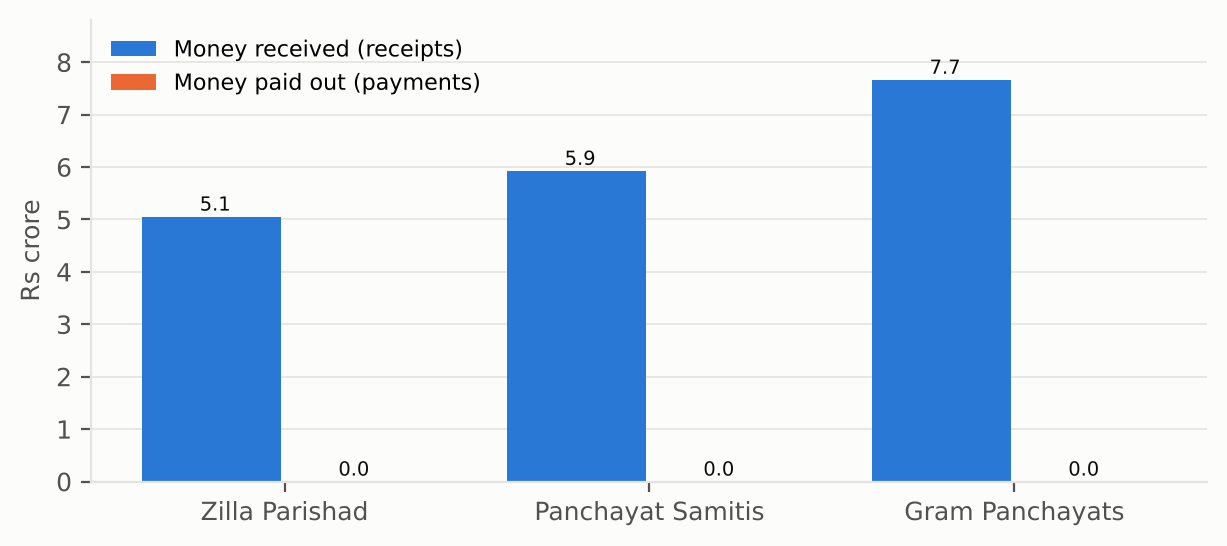 Money received (receipts)
Money paid out (payments)
Rs crore
8
7
6
5
4
3
2
1
0
5.1
0.0
5.9
0.0
7.7
0.0
Zilla Parishad
Panchayat Samitis
Gram Panchayats